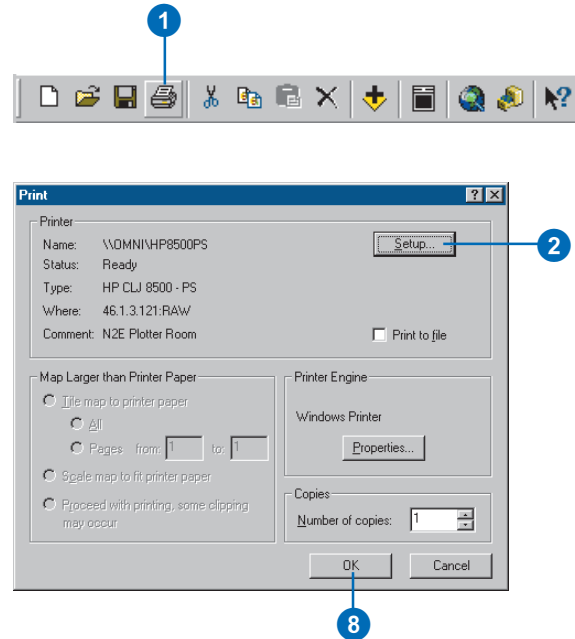 1
Print
Printer
Name: \\OMNI\HP8500PS
Setup...
2
Status: Ready
Type: HP CLJ 8500 - PS
Where: 46.1.3.121:RAW
Comment: N2E Plotter Room
Print to file
Map Larger than Printer Paper
Tile map to printer paper
All
Pages from: 1 to: 1
Scale map to fit printer paper
Proceed with printing, some clipping
may occur
Printer Engine
Windows Printer
Properties...
Copies
Number of copies: 1
OK
Cancel
8